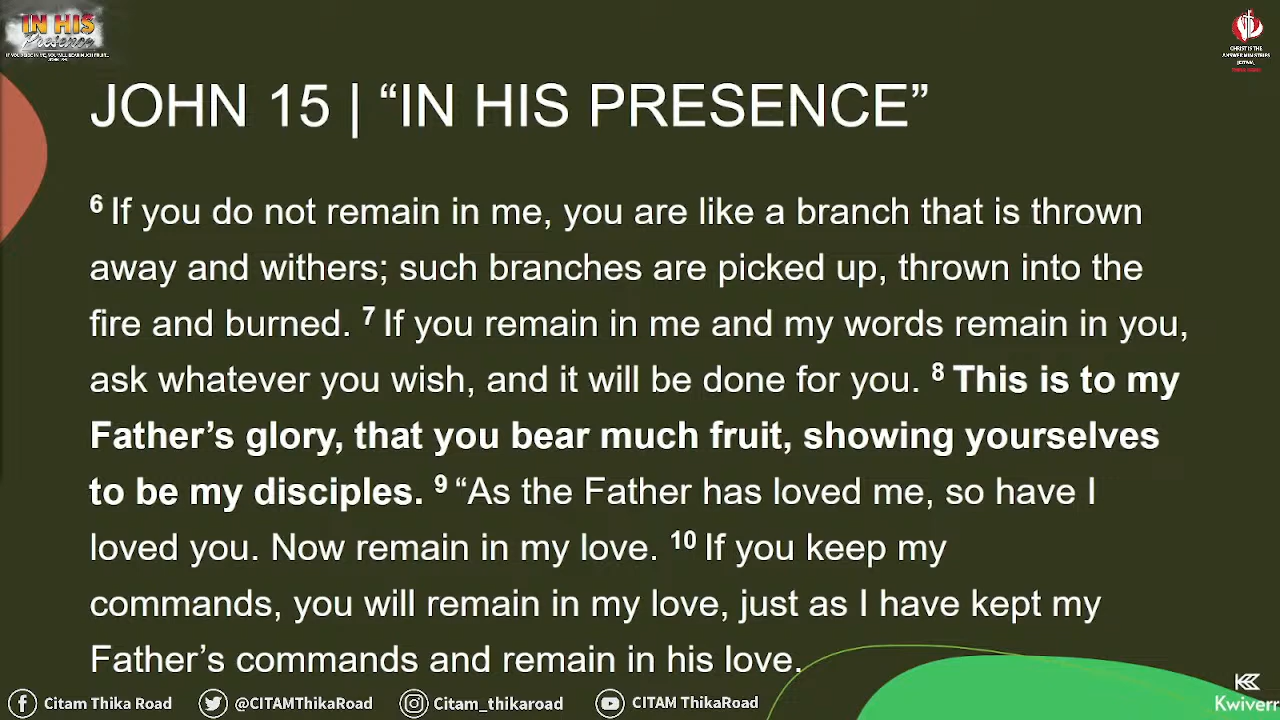 IN HIS
Presence
JOHN 15 | “IN HIS PRESENCE”
6 If you do not remain in me, you are like a branch that is thrown
away and withers; such branches are picked up, thrown into the
fire and burned. 7 If you remain in me and my words remain in you,
ask whatever you wish, and it will be done for you. 8 This is to my
Father’s glory, that you bear much fruit, showing yourselves
to be my disciples. 9 “As the Father has loved me, so have I
loved you. Now remain in my love. 10 If you keep my
commands, you will remain in my love, just as I have kept my
Father’s commands and remain in his love.
CHRIST IS THE
ANSWER MINISTRIES
Citam Thika Road
@CITAMThikaRoad
Citam_thikaroad
CITAM ThikaRoad
Kwiverr